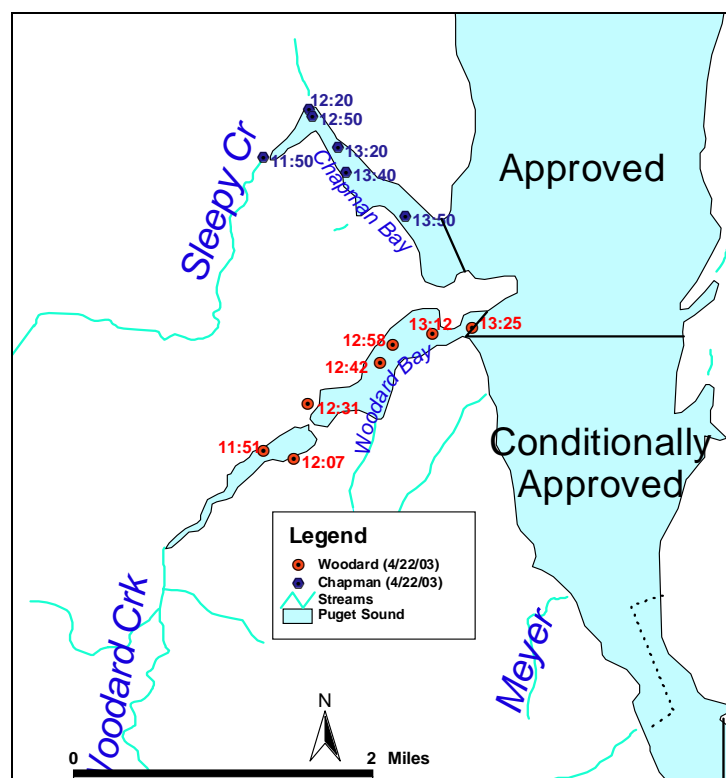 12:20
12:50
13:20
11:50
13:40
13:50
Sleepy Cr
Chapman Bay
Approved
13:12
13:25
12:58
12:42
Woodard Bay
12:31
11:51
12:07
Conditionally
Approved
Legend
Woodard (4/22/03)
Chapman (4/22/03)
Streams
Puget Sound
Woodard Crk
Meyer
N
0 2 Miles